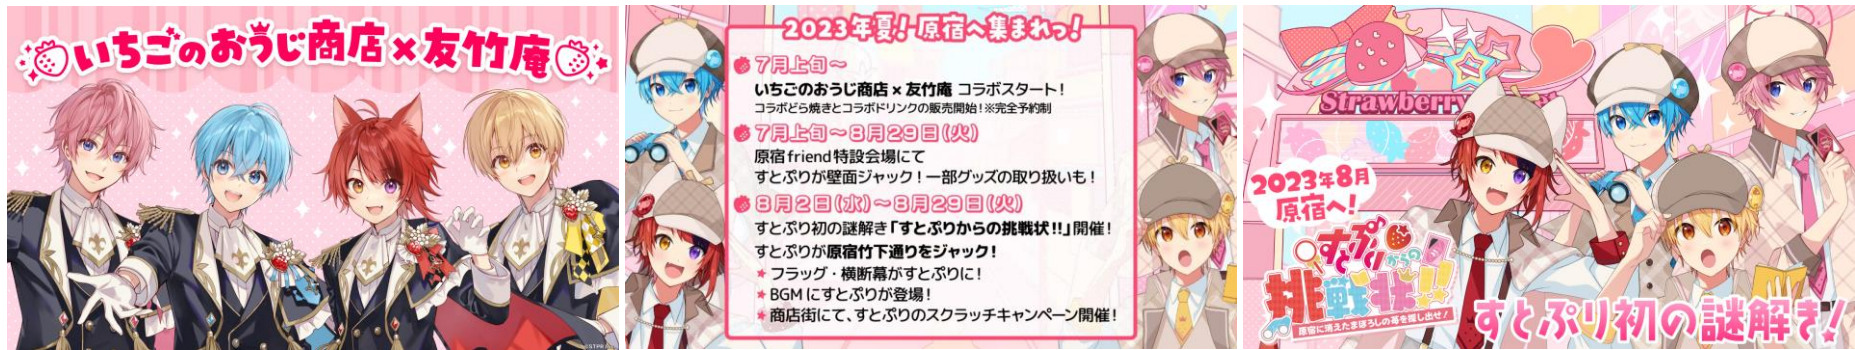 いちごのおうじ商店×友竹庵
©STPR
2023年夏!原宿へ集まれっ!
7月上旬~
いちごのおうじ商店×友竹庵 コラボスタート!
コラボどら焼きとコラボドリンクの販売開始!※完全予約制
7月上旬~8月29日(火)
原宿friend特設会場にて
すとぷりが壁面ジャック!一部グッズの取り扱いも!
8月2日(水)~8月29日(火)
すとぷり初の謎解き「すとぷりからの挑戦状!!」開催!
すとぷりが原宿竹下通りをジャック!
★フラッグ・横断幕がすとぷりに!
★BGMにすとぷりが登場!
★商店街にて、すとぷりのスクラッチキャンペーン開催!
Strawberry
2023年8月
原宿へ!
すとぷりからの
挑戦状!!
原宿に消えたまぼろしの苺を探し出せ!
すとぷり初の謎解き!